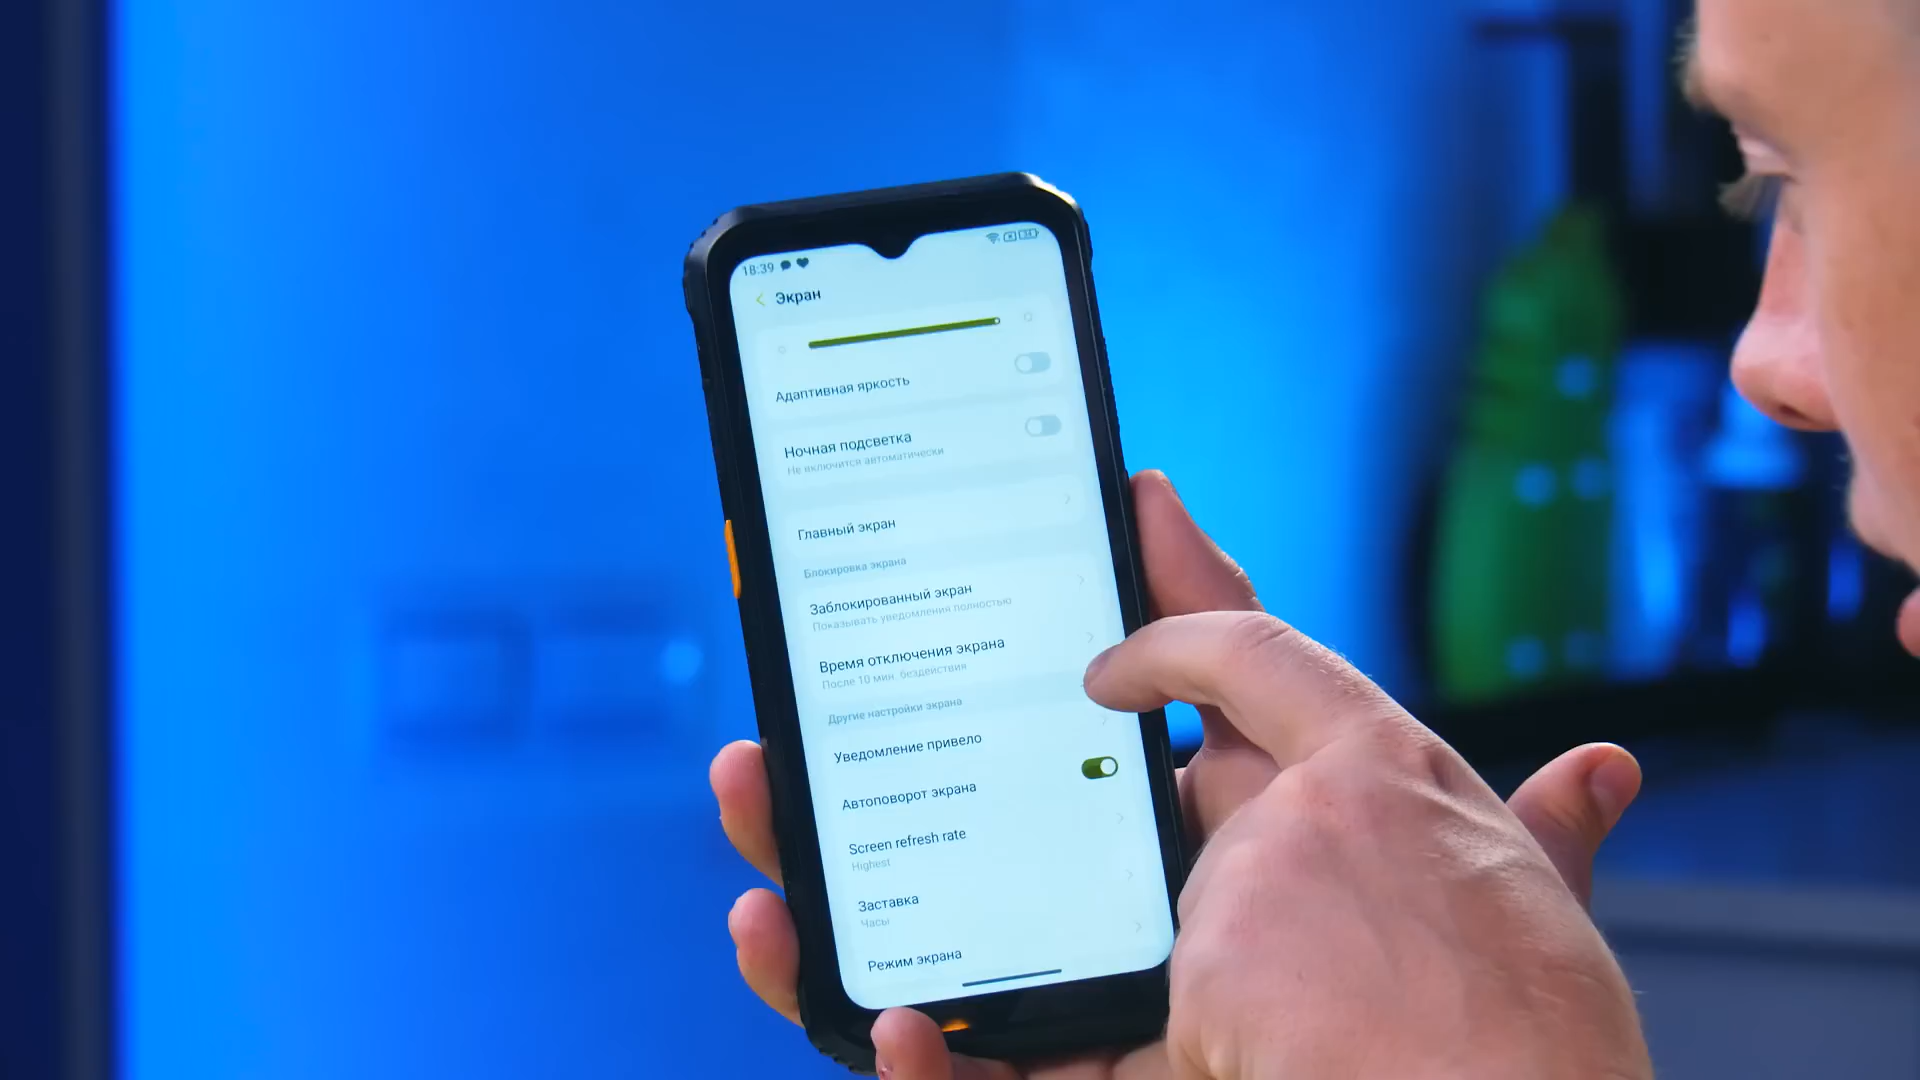 18:39
Экран
Адаптивная яркость
Ночная подсветка
Не включится автоматически
Главный экран
Блокировка экрана
Заблокированный экран
Показывать уведомления полностью
Время отключения экрана
После 10 мин. бездействия
Другие настройки экрана
Уведомление привело
Автоповорот экрана
Screen refresh rate
Highest
Заставка
Часы
Режим экрана